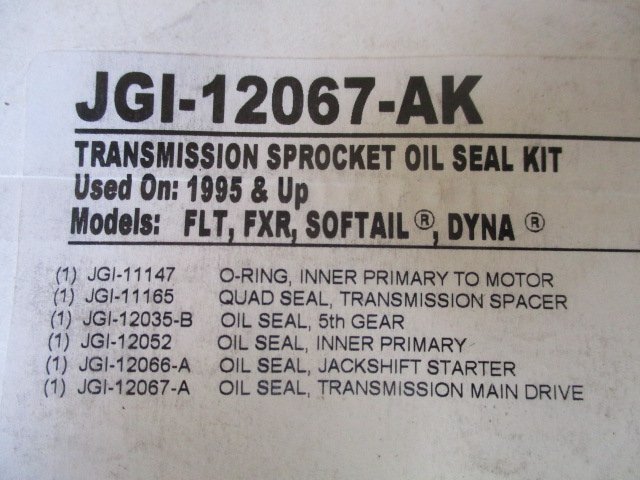 JGI-12067-AK
TRANSMISSION SPROCKET OIL SEAL KIT
Used On: 1995 & Up
Models: FLT, FXR, SOFTAIL ®, DYNA ®
(1) JGI-11147 O-RING, INNER PRIMARY TO MOTOR
(1) JGI-11165 QUAD SEAL, TRANSMISSION SPACER
(1) JGI-12035-B OIL SEAL, 5th GEAR
(1) JGI-12052 OIL SEAL, INNER PRIMARY
(1) JGI-12066-A OIL SEAL, JACKSHIFT STARTER
(1) JGI-12067-A OIL SEAL, TRANSMISSION MAIN DRIVE